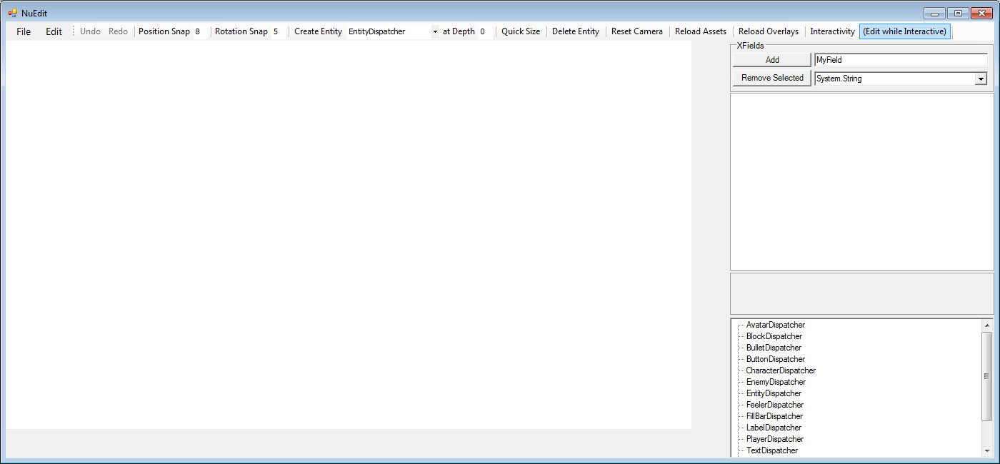 NuEdit
File Edit Undo Redo Position Snap 8 Rotation Snap 5 Create Entity EntityDispatcher at Depth 0 Quick Size Delete Entity Reset Camera Reload Assets Reload Overlays Interactivity (Edit while Interactive)
XFields
Add MyField
Remove Selected System.String
AvatarDispatcher
BlockDispatcher
BulletDispatcher
ButtonDispatcher
CharacterDispatcher
EnemyDispatcher
EntityDispatcher
FeelerDispatcher
FillBarDispatcher
LabelDispatcher
PlayerDispatcher
TextDispatcher